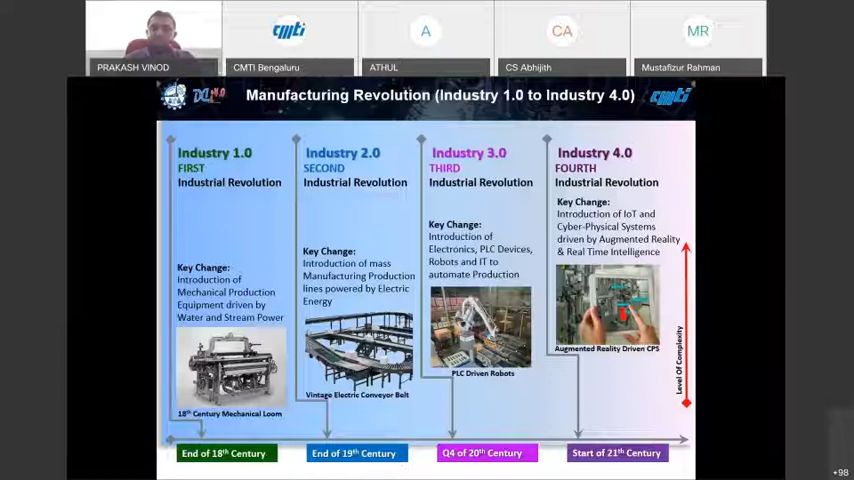 A
CA
MR
PRAKASH VINOD
CMTI Bengaluru
ATHUL
CS Abhijith
Mustafizur Rahman
Manufacturing Revolution (Industry 1.0 to Industry 4.0)
cmti
Industry 1.0
FIRST
Industrial Revolution
Key Change:
Introduction of
Mechanical Production
Equipment driven by
Water and Stream Power
18th Century Mechanical Loom
End of 18th Century
Industry 2.0
SECOND
Industrial Revolution
Key Change:
Introduction of mass
Manufacturing Production
lines powered by Electric
Energy
Vintage Electric Conveyor Belt
End of 19th Century
Industry 3.0
THIRD
Industrial Revolution
Key Change:
Introduction of
Electronics, PLC Devices,
Robots and IT to
automate Production
PLC Driven Robots
Q4 of 20th Century
Industry 4.0
FOURTH
Industrial Revolution
Key Change:
Introduction of IoT and
Cyber-Physical Systems
driven by Augmented Reality
& Real Time Intelligence
Augmented Reality Driven CPS
Start of 21th Century
Level Of Complexity
+98